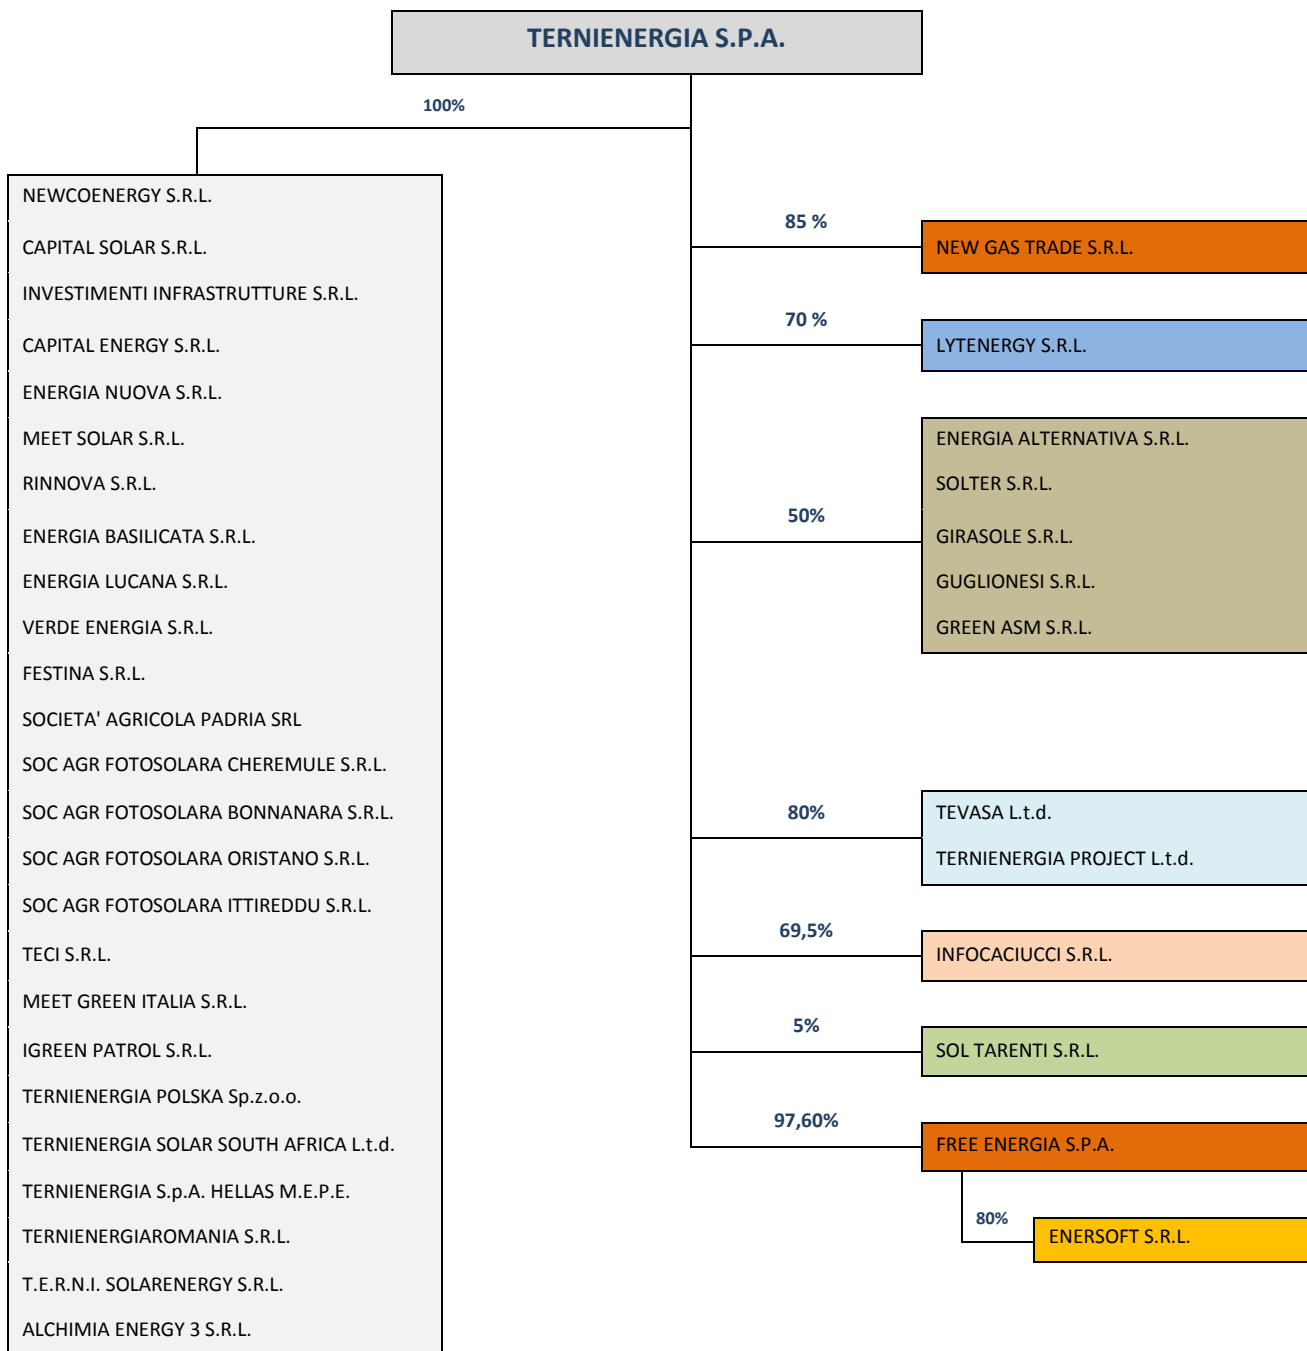 TERNIENERGIA S.P.A.
100%
NEWCOENERGY S.R.L.
CAPITAL SOLAR S.R.L.
INVESTIMENTI INFRASTRUTTURE S.R.L.
CAPITAL ENERGY S.R.L.
ENERGIA NUOVA S.R.L.
MEET SOLAR S.R.L.
RINNOVA S.R.L.
ENERGIA BASILICATA S.R.L.
ENERGIA LUCANA S.R.L.
VERDE ENERGIA S.R.L.
FESTINA S.R.L.
SOCIETA' AGRICOLA PADRIA SRL
SOC AGR FOTOSOLARA CHEREMULE S.R.L.
SOC AGR FOTOSOLARA BONNANARA S.R.L.
SOC AGR FOTOSOLARA ORISTANO S.R.L.
SOC AGR FOTOSOLARA ITTIREDDU S.R.L.
TECI S.R.L.
MEET GREEN ITALIA S.R.L.
IGREEN PATROL S.R.L.
TERNIENERGIA POLSKA Sp.z.o.o.
TERNIENERGIA SOLAR SOUTH AFRICA L.t.d.
TERNIENERGIA S.p.A. HELLAS M.E.P.E.
TERNIENERGIAROMANIA S.R.L.
T.E.R.N.I. SOLARENERGY S.R.L.
ALCHIMIA ENERGY 3 S.R.L.
85 %
NEW GAS TRADE S.R.L.
70 %
LYTENERGY S.R.L.
50%
ENERGIA ALTERNATIVA S.R.L.
SOLTER S.R.L.
GIRASOLE S.R.L.
GUGLIONESI S.R.L.
GREEN ASM S.R.L.
80%
TEVASA L.t.d.
TERNIENERGIA PROJECT L.t.d.
69,5%
INFOCACIUCCI S.R.L.
5%
SOL TARENTI S.R.L.
97,60%
FREE ENERGIA S.P.A.
80%
ENERSOFT S.R.L.